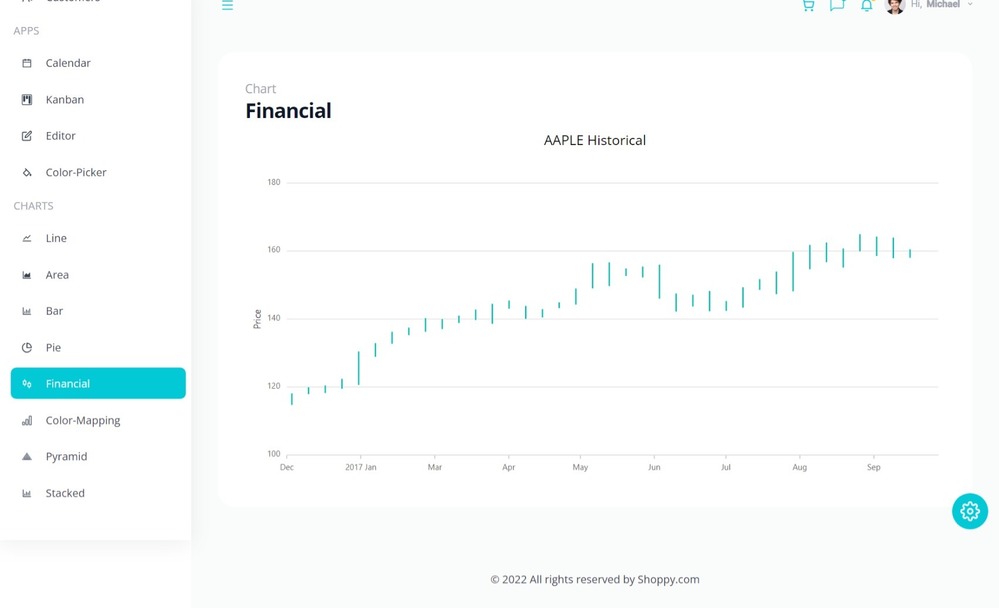 Customers
APPS
Calendar
Kanban
Editor
Color-Picker
CHARTS
Line
Area
Bar
Pie
Financial
Color-Mapping
Pyramid
Stacked
Hi, Michael
Chart
Financial
AAPLE Historical
Price
180
160
140
120
100
Dec 2017 Jan Mar Apr May Jun Jul Aug Sep
© 2022 All rights reserved by Shoppy.com